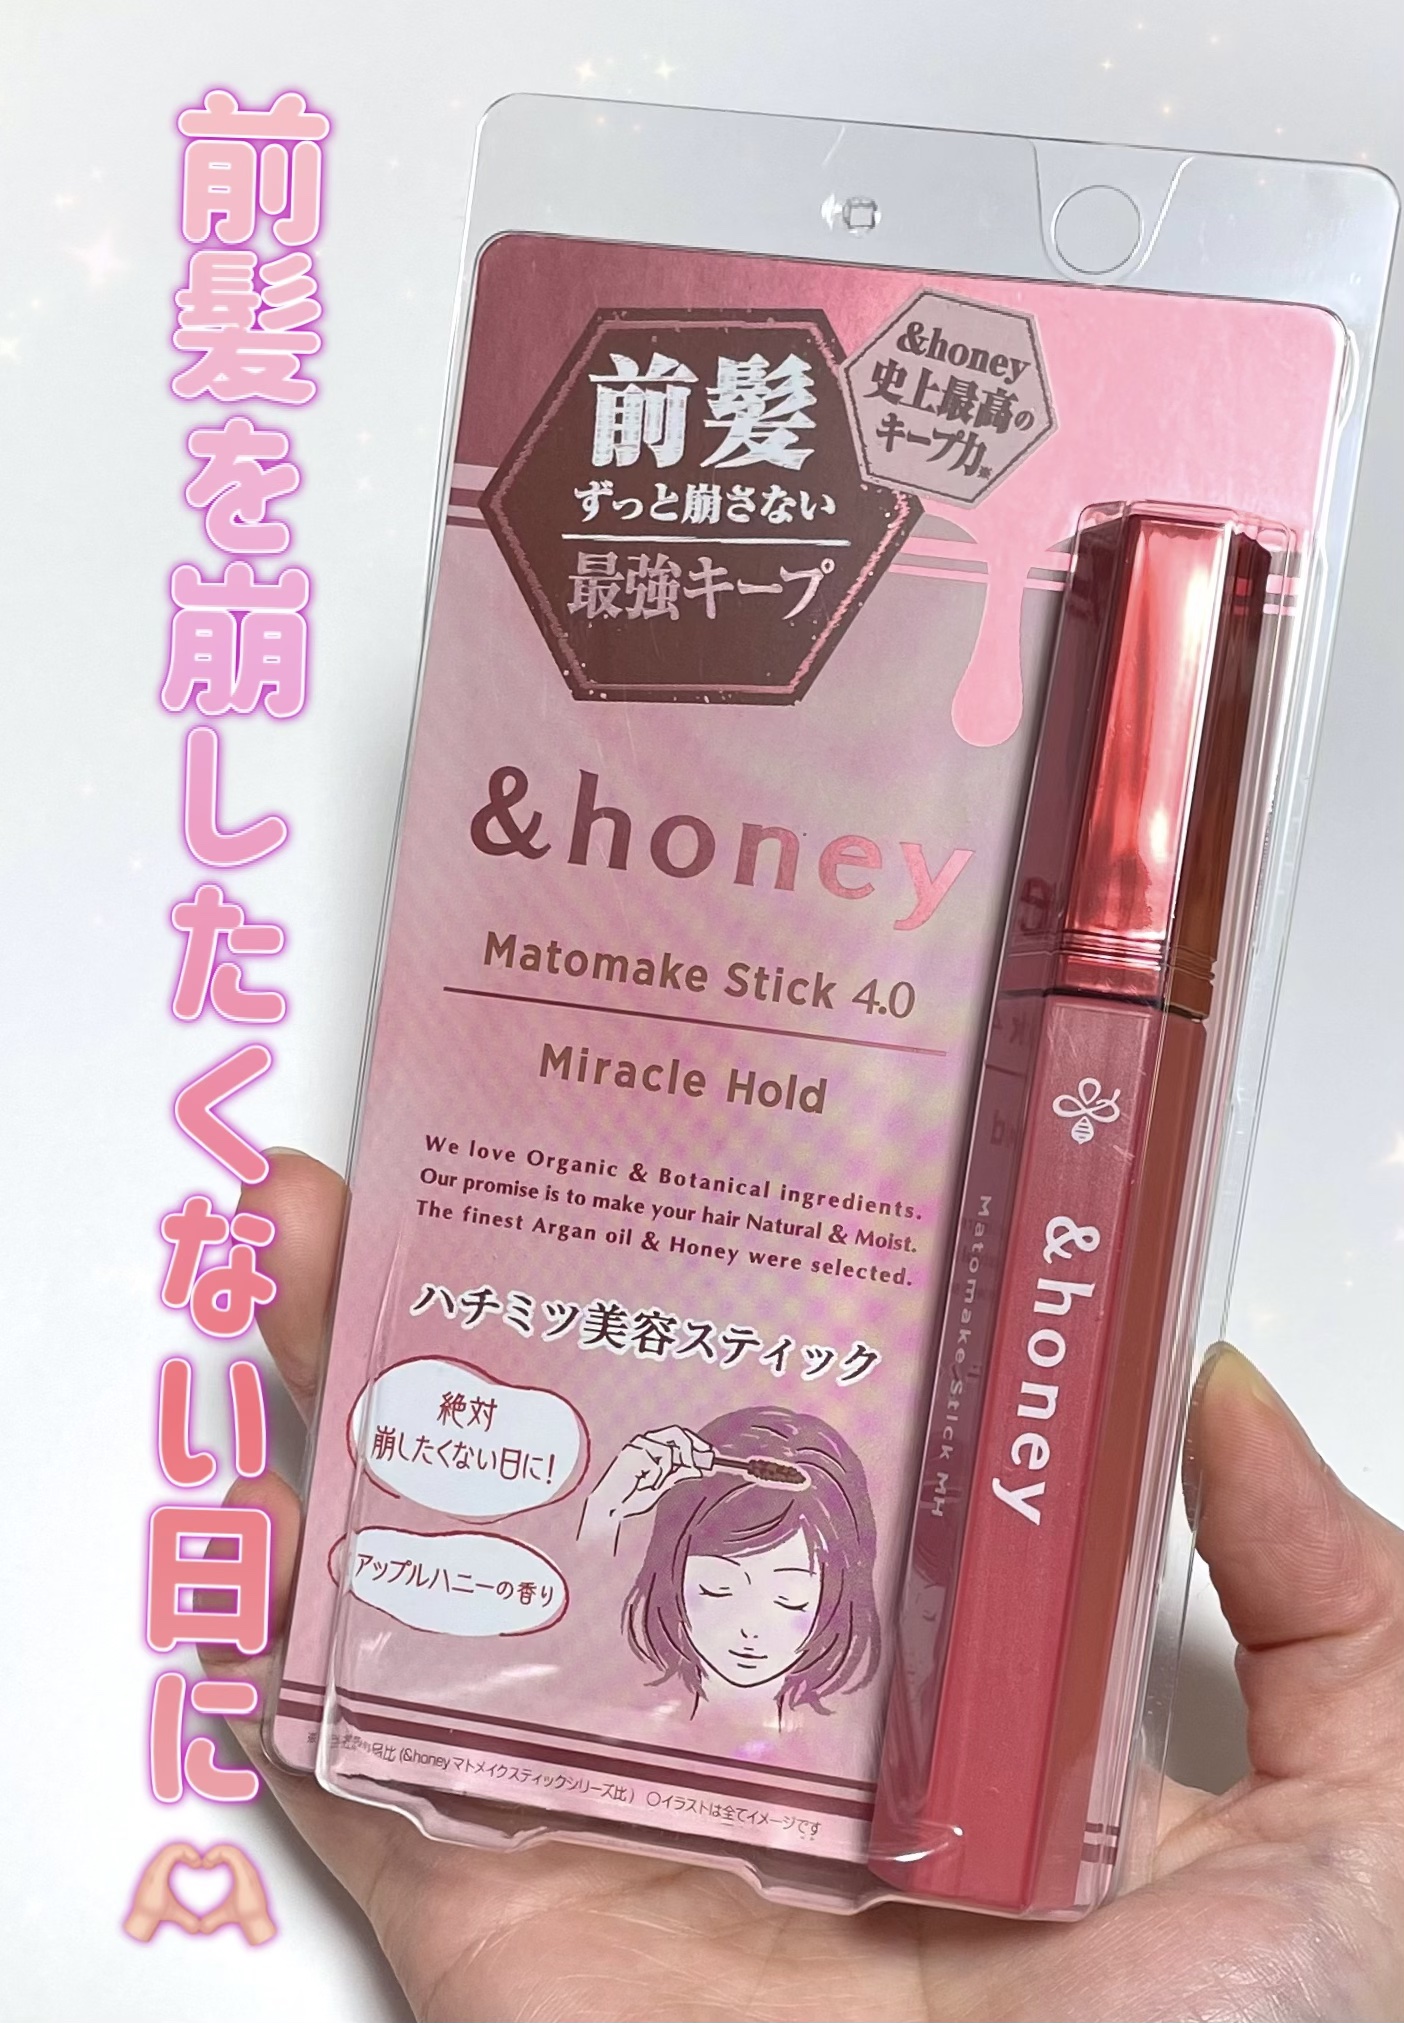 前髪を崩したくない日に
前髪
ずっと崩さない
最強キープ
&honey
史上最高の
キープ力※
&honey
Matomake Stick 4.0
Miracle Hold
We love Organic & Botanical ingredients.
Our promise is to make your hair Natural & Moist.
The finest Argan oil & Honey were selected.
ハチミツ美容スティック
絶対
崩したくない日に!
アップルハニーの香り
&honey
Matomake Stick MH
(&honeyマトメイクスティックシリーズ比) ○イラストは全てイメージです